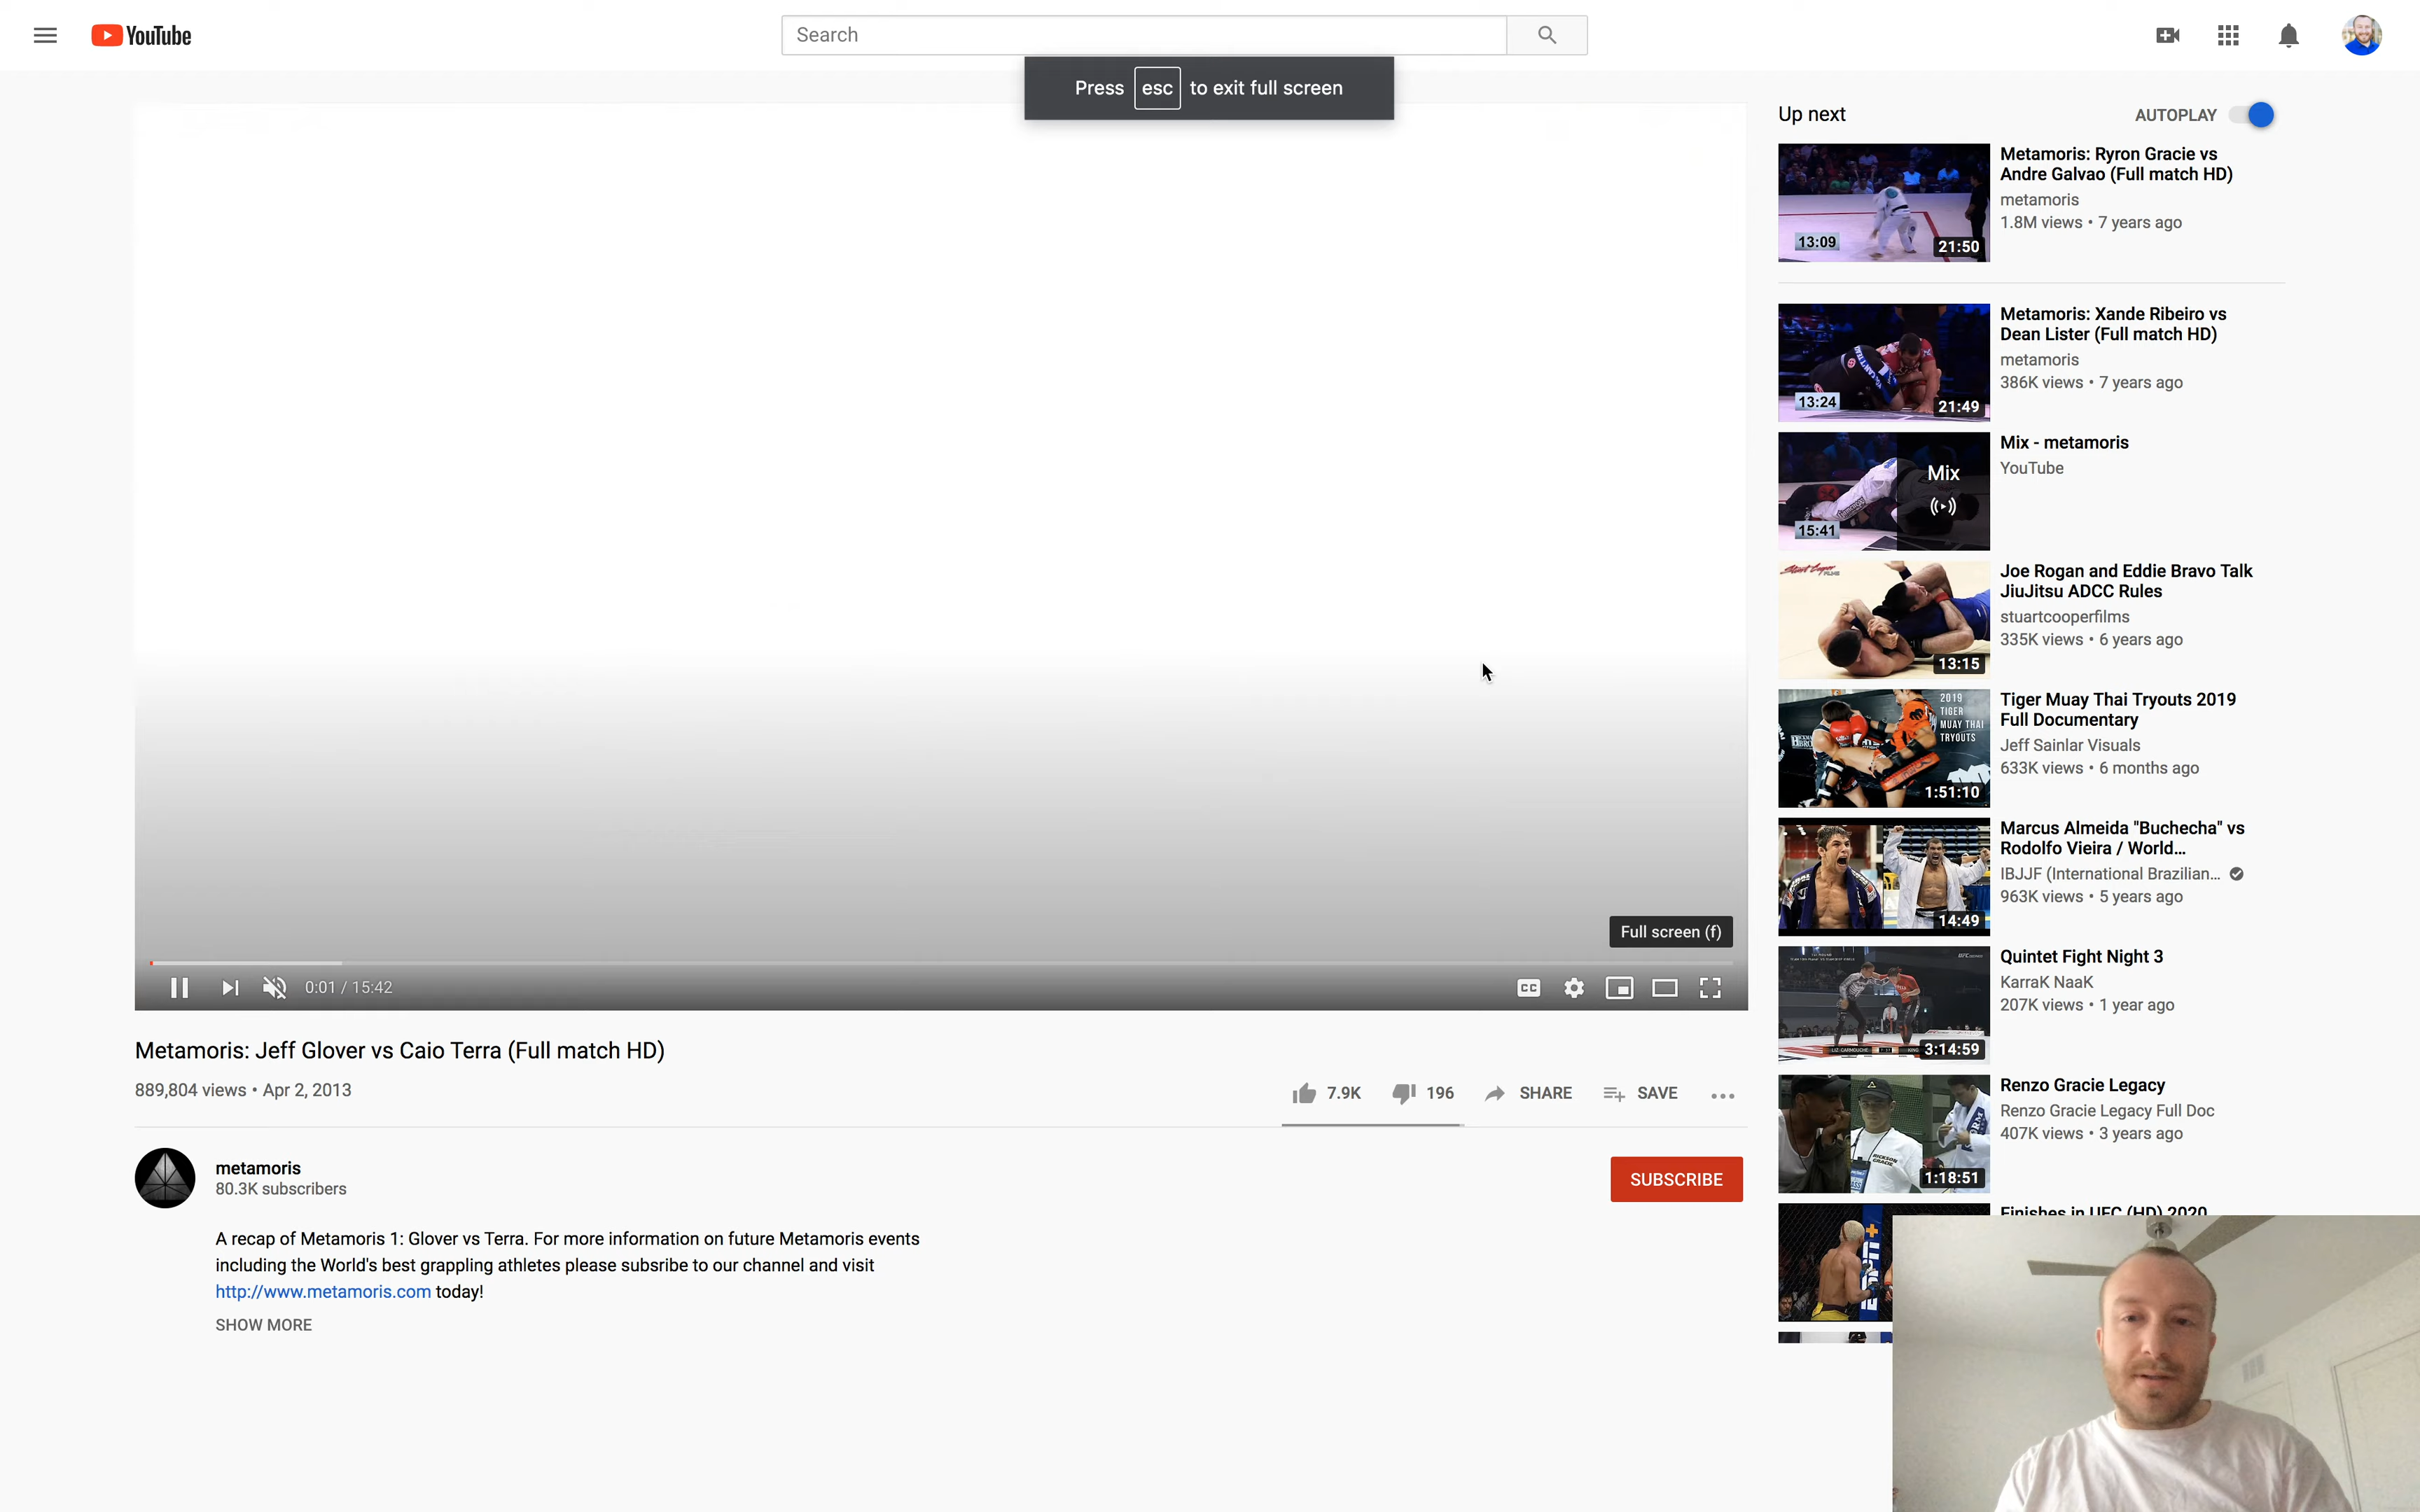 YouTube
Search
Press esc to exit full screen
Full screen (f)
0:01 / 15:42
CC
Metamoris: Jeff Glover vs Caio Terra (Full match HD)
889,804 views • Apr 2, 2013
7.9K
196
SHARE
SAVE
metamoris
80.3K subscribers
SUBSCRIBE
A recap of Metamoris 1: Glover vs Terra. For more information on future Metamoris events
including the World's best grappling athletes please subsribe to our channel and visit
http://www.metamoris.com today!
SHOW MORE
Up next
AUTOPLAY
13:09
21:50
Metamoris: Ryron Gracie vs
Andre Galvao (Full match HD)
metamoris
1.8M views • 7 years ago
13:24
21:49
Metamoris: Xande Ribeiro vs
Dean Lister (Full match HD)
metamoris
386K views • 7 years ago
15:41
Mix
Mix - metamoris
YouTube
13:15
Joe Rogan and Eddie Bravo Talk
JiuJitsu ADCC Rules
stuartcooperfilms
335K views • 6 years ago
2019
TIGER
MUAY THAI
TRYOUTS
1:51:10
Tiger Muay Thai Tryouts 2019
Full Documentary
Jeff Sainlar Visuals
633K views • 6 months ago
14:49
Marcus Almeida "Buchecha" vs
Rodolfo Vieira / World...
IBJJF (International Brazilian...
963K views • 5 years ago
3:14:59
Quintet Fight Night 3
KarraK NaaK
207K views • 1 year ago
RICKSON
GRACIE
1:18:51
Renzo Gracie Legacy
Renzo Gracie Legacy Full Doc
407K views • 3 years ago
ESPN+
Finishes in UFC (HD) 2020